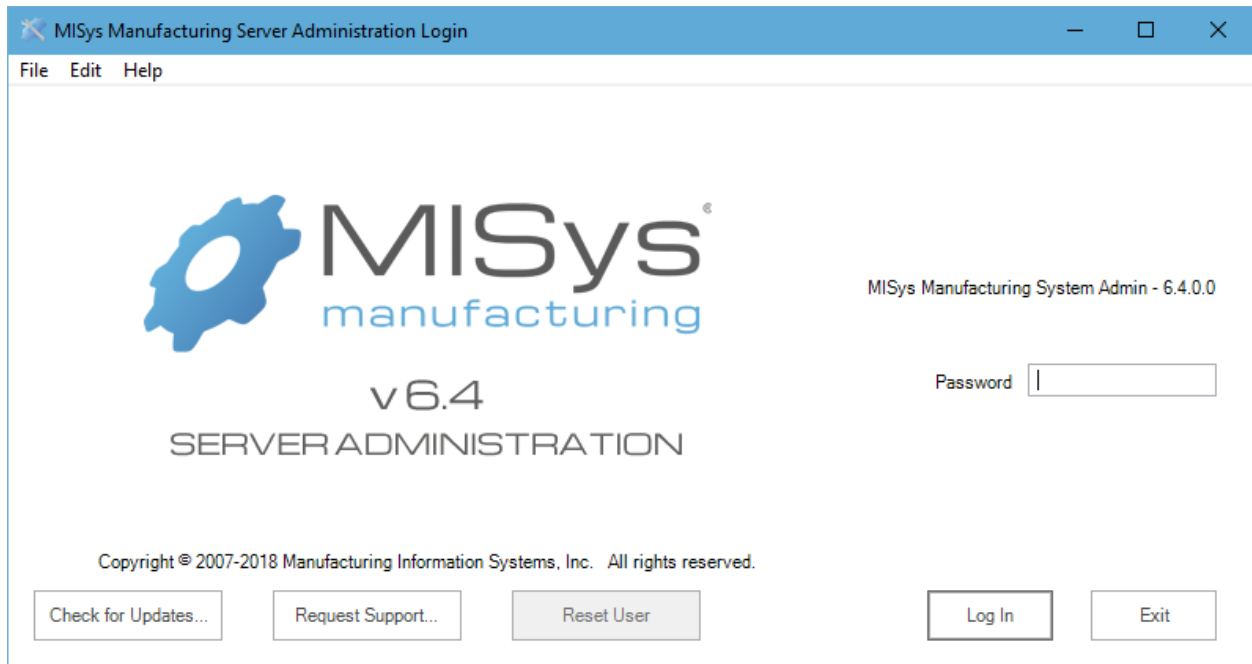 MISys Manufacturing Server Administration Login
File Edit Help
MISys
manufacturing
v 6.4
SERVER ADMINISTRATION
MISys Manufacturing System Admin - 6.4.0.0
Password
Copyright © 2007-2018 Manufacturing Information Systems, Inc. All rights reserved.
Check for Updates... Request Support... Reset User Log In Exit